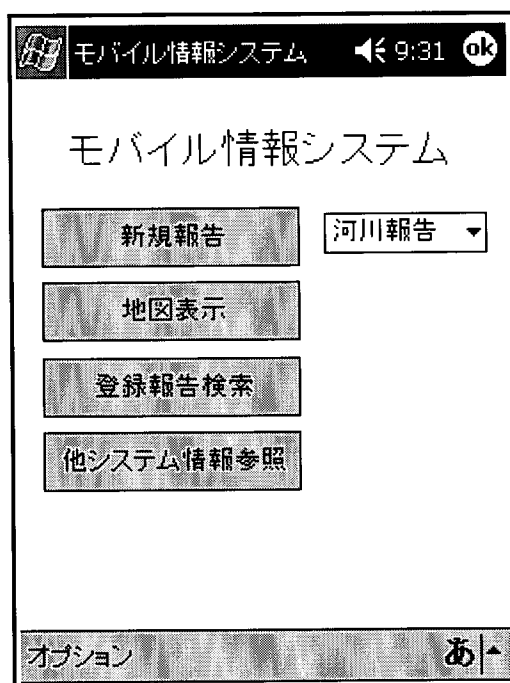 モバイル情報システム 9:31 ok
モバイル情報システム
新規報告 河川報告
地図表示
登録報告検索
他システム情報参照
オプション あ